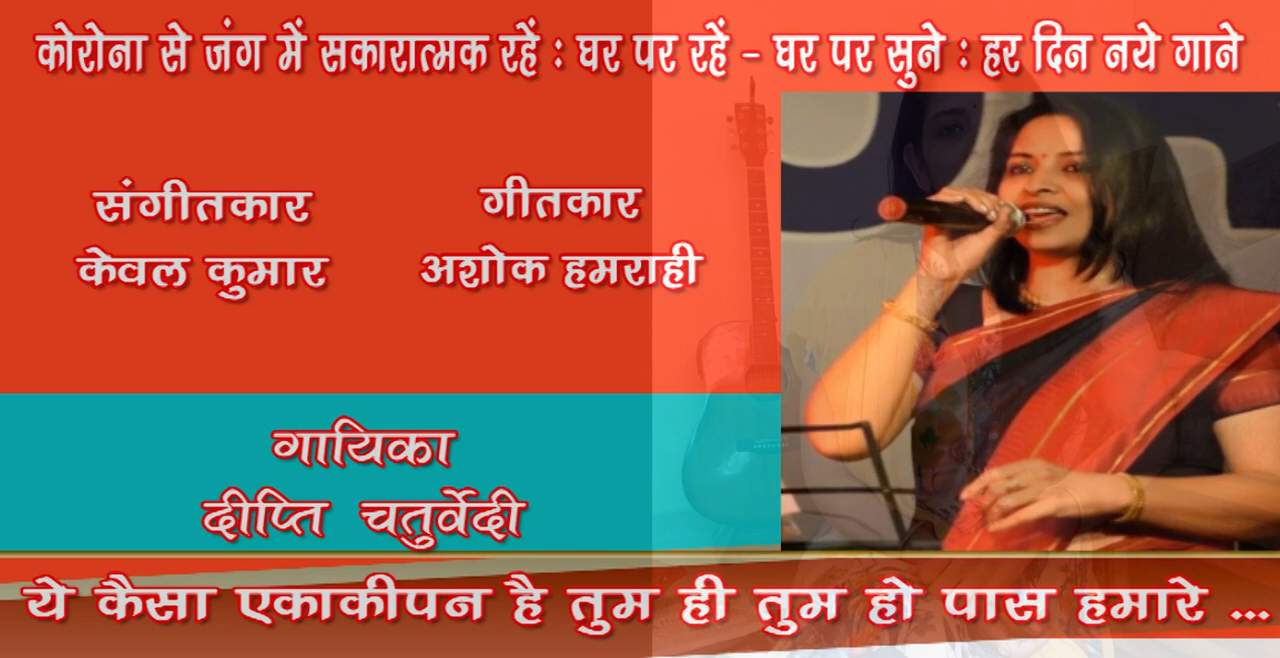 कोरोना से जंग में सकारात्मक रहें : घर पर रहें - घर पर सुने : हर दिन नये गाने
संगीतकार
केवल कुमार
गीतकार
अशोक हमराही
गायिका
दीप्ति चतुर्वेदी
ये कैसा एकाकीपन है तुम ही तुम हो पास हमारे ...